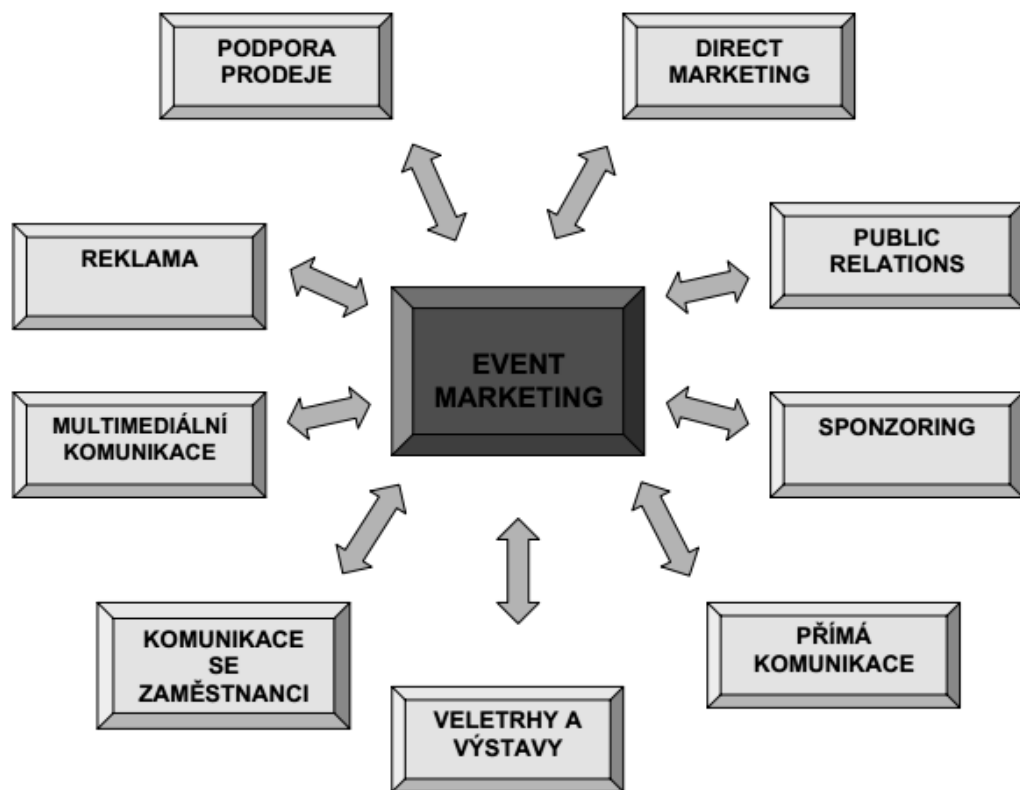 PODPORA
PRODEJE
DIRECT
MARKETING
REKLAMA
PUBLIC
RELATIONS
EVENT
MARKETING
MULTIMEDIÁLNÍ
KOMUNIKACE
SPONZORING
KOMUNIKACE
SE
ZAMĚSTNANCI
PŘÍMÁ
KOMUNIKACE
VELETRHY A
VÝSTAVY